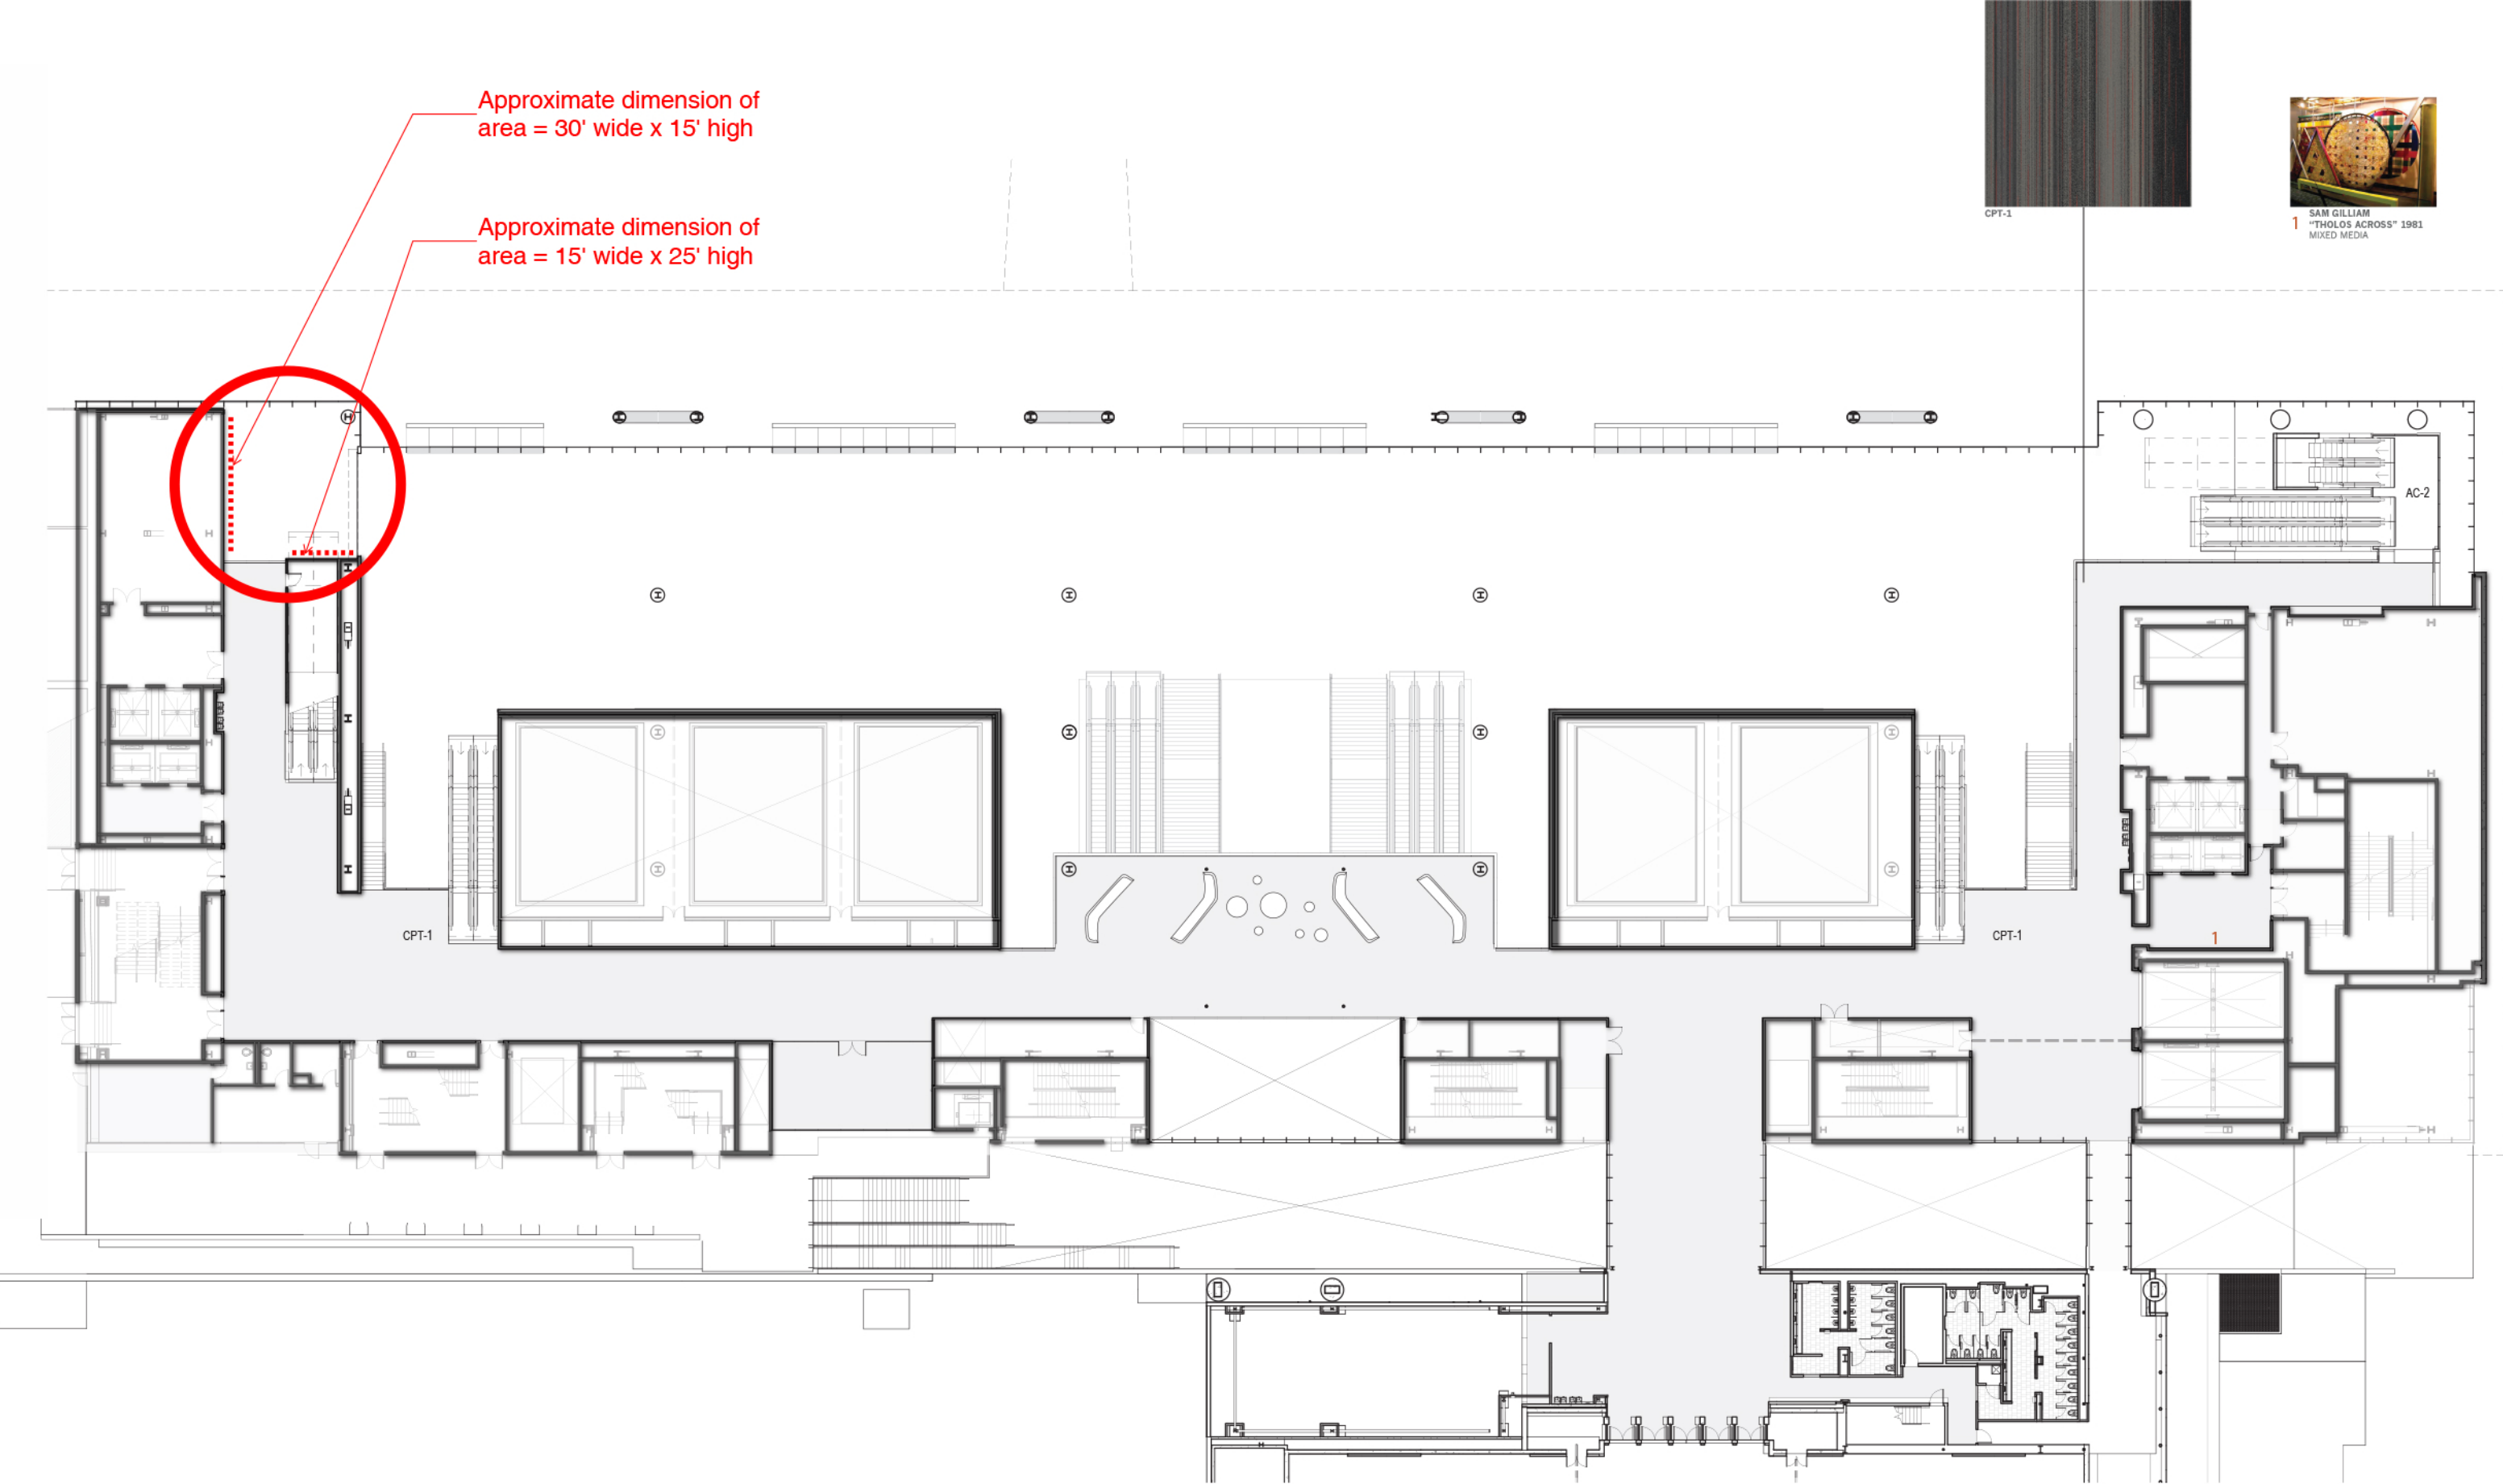 Approximate dimension of
area = 30' wide x 15' high
Approximate dimension of
area = 15' wide x 25' high
CPT-1
1
SAM GILLIAM
“THOLOS ACROSS” 1981
MIXED MEDIA
AC-2
CPT-1
CPT-1
1